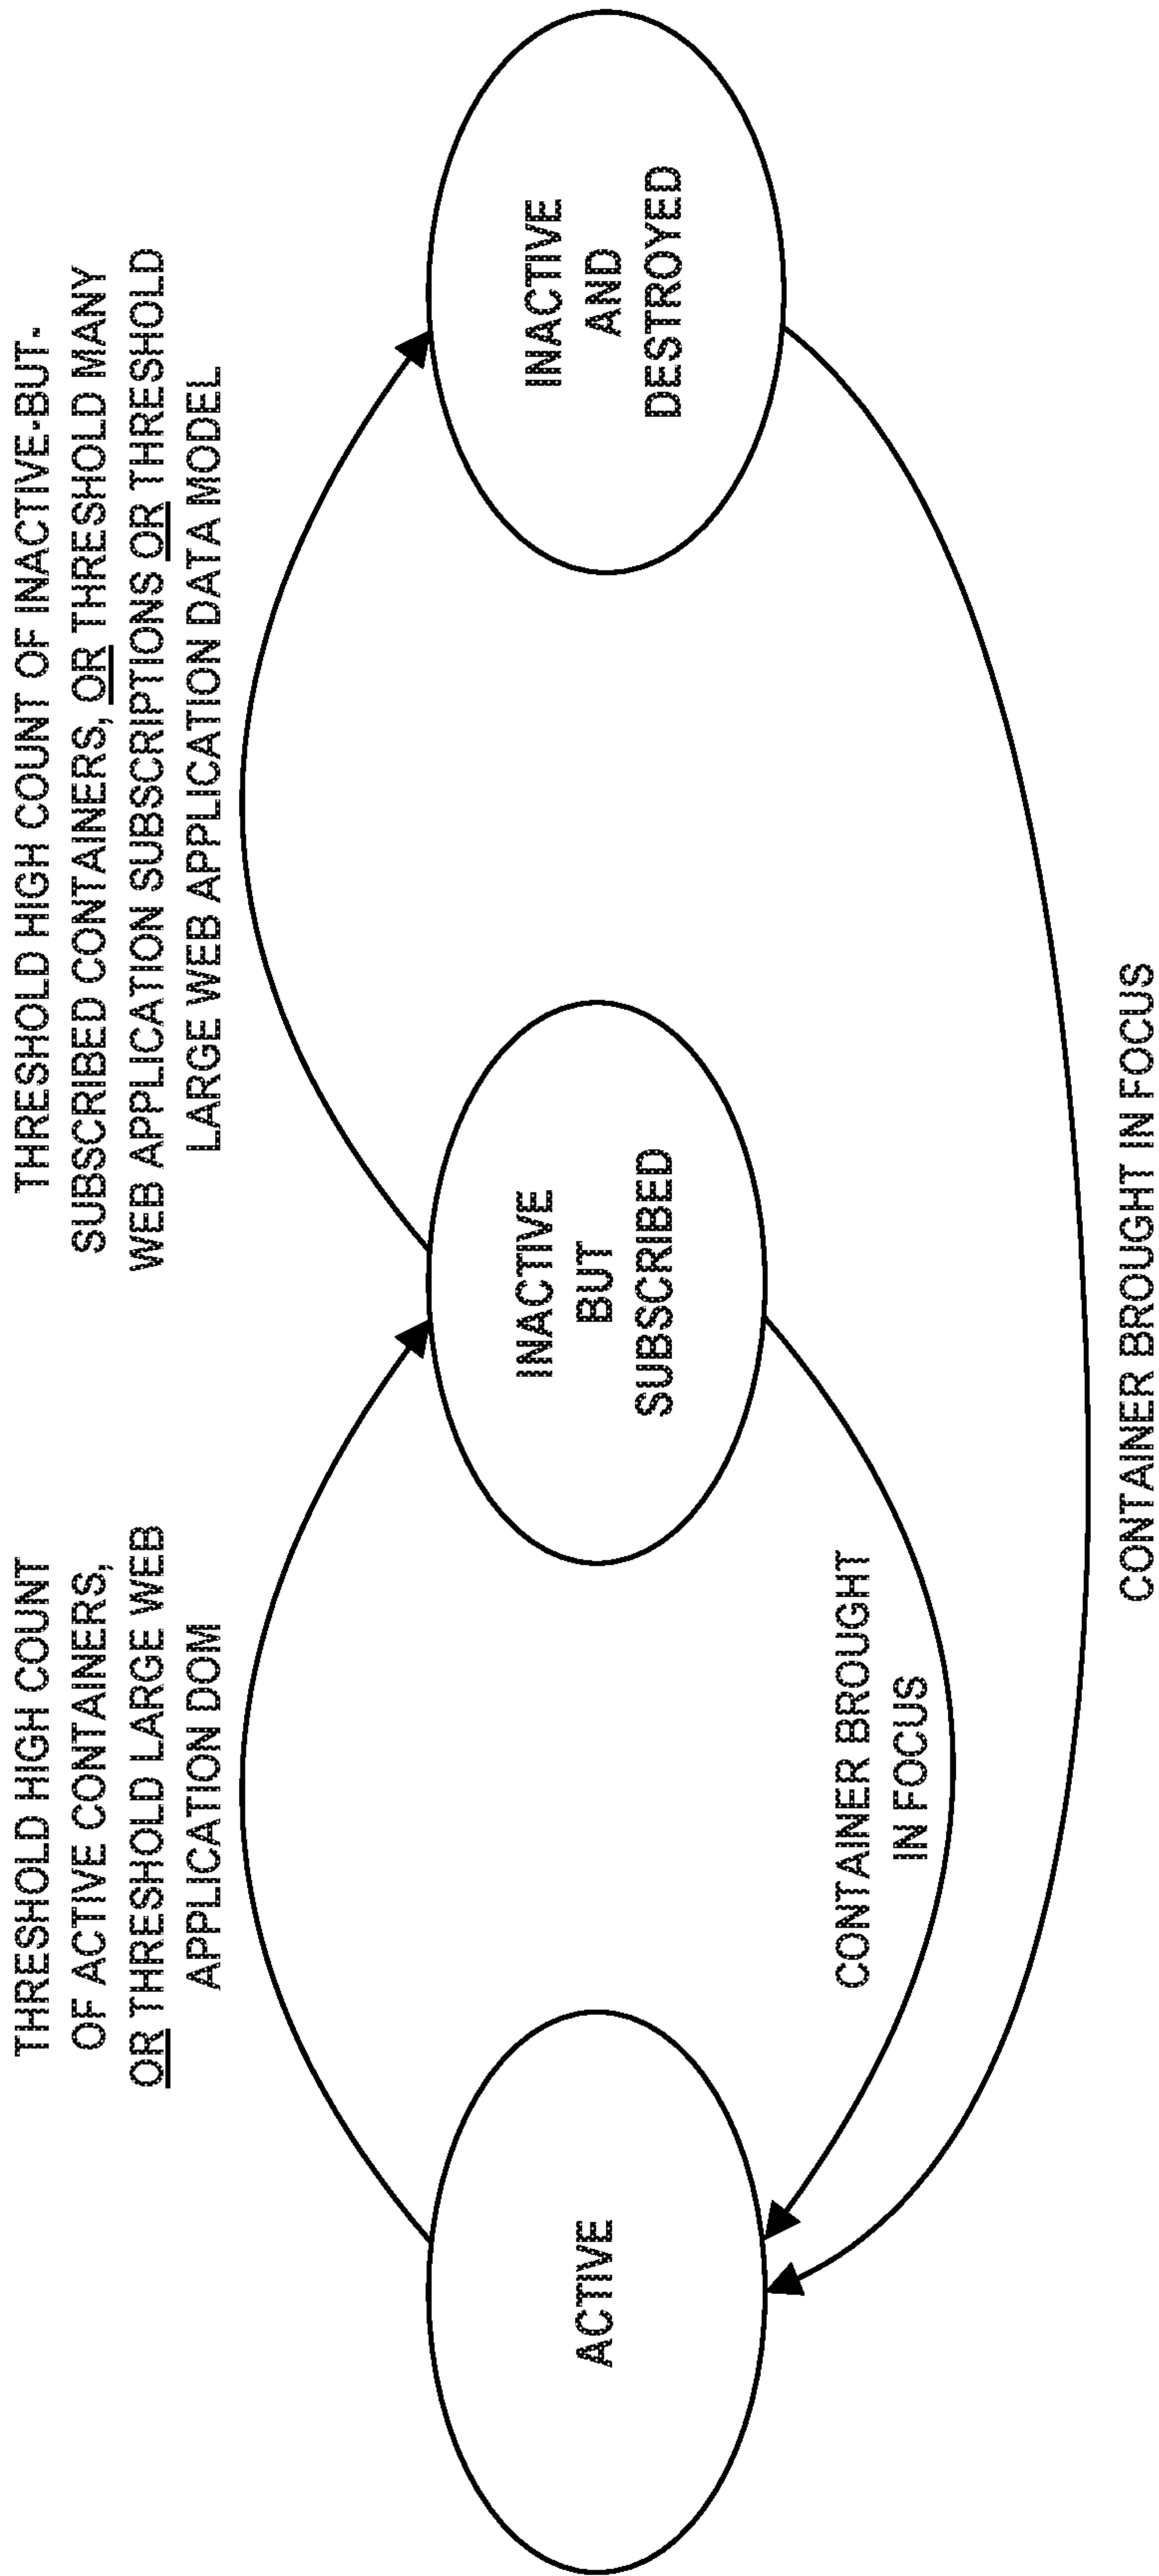 THRESHOLD HIGH COUNT
OF ACTIVE CONTAINERS,
OR THRESHOLD LARGE WEB
APPLICATION DOM
THRESHOLD HIGH COUNT OF INACTIVE-BUT-
SUBSCRIBED CONTAINERS, OR THRESHOLD MANY
WEB APPLICATION SUBSCRIPTIONS OR THRESHOLD
LARGE WEB APPLICATION DATA MODEL
ACTIVE
INACTIVE
BUT
SUBSCRIBED
INACTIVE
AND
DESTROYED
CONTAINER BROUGHT
IN FOCUS
CONTAINER BROUGHT IN FOCUS